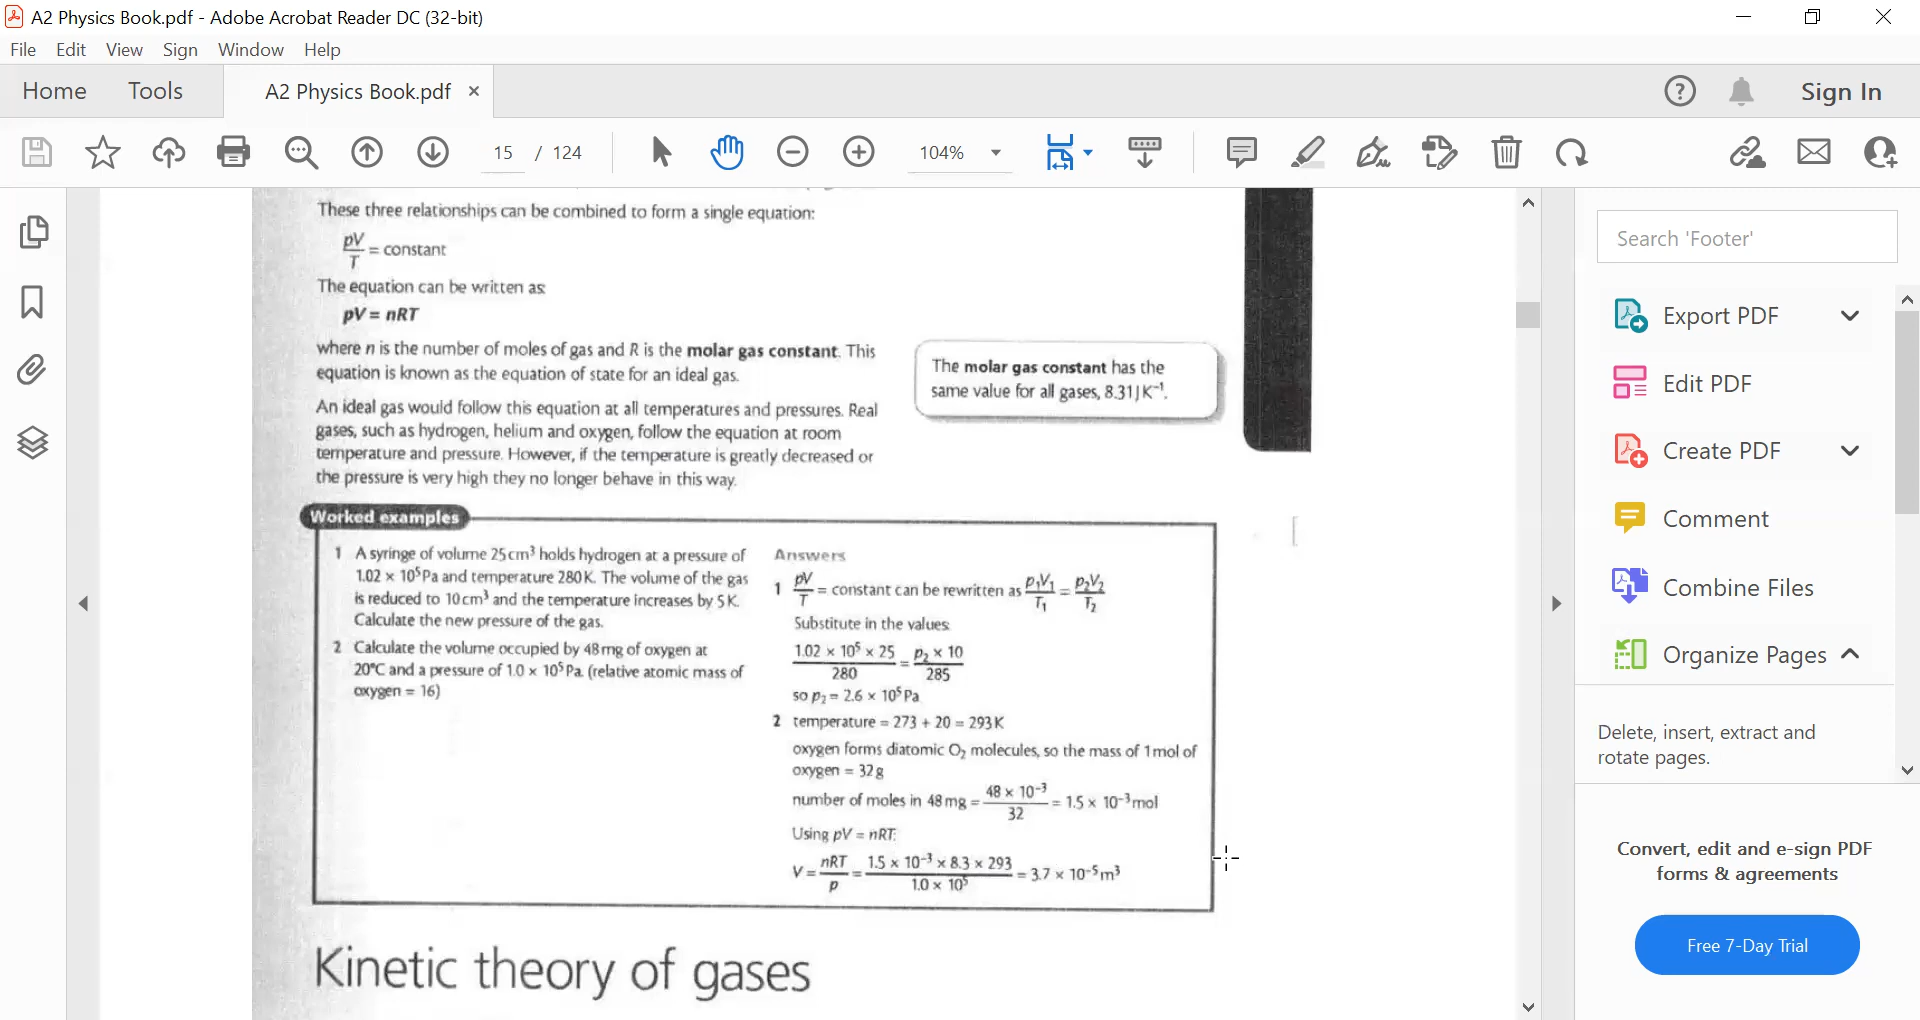 A2 Physics Book.pdf - Adobe Acrobat Reader DC (32-bit)
File Edit View Sign Window Help
Home Tools A2 Physics Book.pdf × Sign In
15 / 124 104%
These three relationships can be combined to form a single equation:
pV/T = constant
The equation can be written as:
pV = nRT
where n is the number of moles of gas and R is the molar gas constant. This
equation is known as the equation of state for an ideal gas.
The molar gas constant has the
same value for all gases, 8.31 J K⁻¹.
An ideal gas would follow this equation at all temperatures and pressures. Real
gases, such as hydrogen, helium and oxygen, follow the equation at room
temperature and pressure. However, if the temperature is greatly decreased or
the pressure is very high they no longer behave in this way.
Worked examples
1 A syringe of volume 25 cm³ holds hydrogen at a pressure of
1.02 × 10⁵ Pa and temperature 280 K. The volume of the gas
is reduced to 10 cm³ and the temperature increases by 5 K.
Calculate the new pressure of the gas.
2 Calculate the volume occupied by 48 mg of oxygen at
20°C and a pressure of 1.0 × 10⁵ Pa. (relative atomic mass of
oxygen = 16)
Answers
1 pV/T = constant can be rewritten as p₁V₁/T₁ = p₂V₂/T₂
Substitute in the values:
1.02 × 10⁵ × 25/280 = p₂ × 10/285
so p₂ = 2.6 × 10⁵ Pa
2 temperature = 273 + 20 = 293 K
oxygen forms diatomic O₂ molecules, so the mass of 1 mol of
oxygen = 32 g
number of moles in 48 mg = 48 × 10⁻³/32 = 1.5 × 10⁻³ mol
Using pV = nRT:
V = nRT/p = 1.5 × 10⁻³ × 8.3 × 293/1.0 × 10⁵ = 3.7 × 10⁻⁵ m³
Kinetic theory of gases
Search 'Footer'
Export PDF
Edit PDF
Create PDF
Comment
Combine Files
Organize Pages
Delete, insert, extract and
rotate pages.
Convert, edit and e-sign PDF
forms & agreements
Free 7-Day Trial